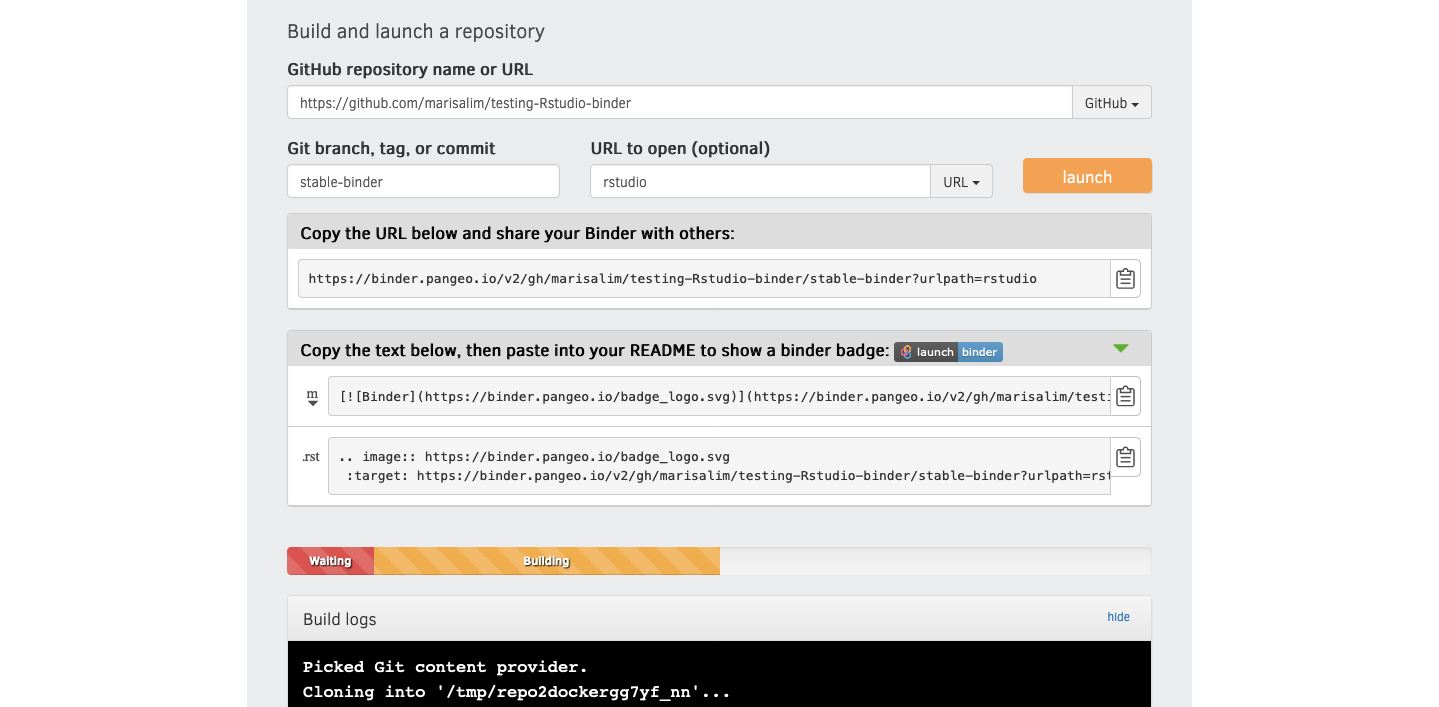 Build and launch a repository
GitHub repository name or URL
https://github.com/marisalim/testing-Rstudio-binder
GitHub
Git branch, tag, or commit
URL to open (optional)
stable-binder
rstudio
URL
launch
Copy the URL below and share your Binder with others:
https://binder.pangeo.io/v2/gh/marisalim/testing-Rstudio-binder/stable-binder?urlpath=rstudio
Copy the text below, then paste into your README to show a binder badge: launch binder
m
[![Binder](https://binder.pangeo.io/badge_logo.svg)](https://binder.pangeo.io/v2/gh/marisalim/testi
.rst
.. image:: https://binder.pangeo.io/badge_logo.svg
:target: https://binder.pangeo.io/v2/gh/marisalim/testing-Rstudio-binder/stable-binder?urlpath=rst
Waiting
Building
Build logs
hide
Picked Git content provider.
Cloning into '/tmp/repo2dockergg7yf_nn'...